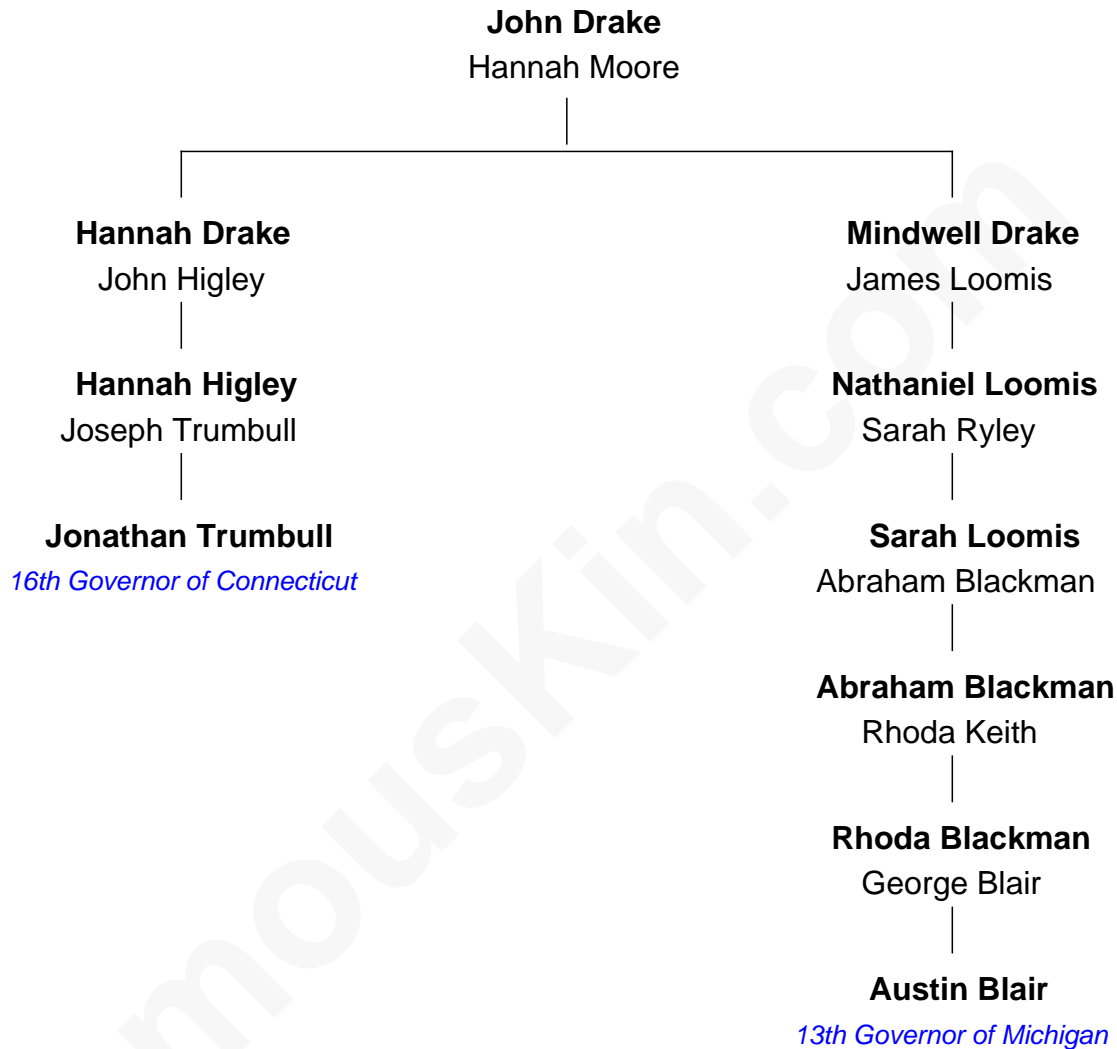 John Drake
Hannah Moore
Hannah Drake
John Higley
Hannah Higley
Joseph Trumbull
Jonathan Trumbull
16th Governor of Connecticut
Mindwell Drake
James Loomis
Nathaniel Loomis
Sarah Ryley
Sarah Loomis
Abraham Blackman
Abraham Blackman
Rhoda Keith
Rhoda Blackman
George Blair
Austin Blair
13th Governor of Michigan
mouskin.com